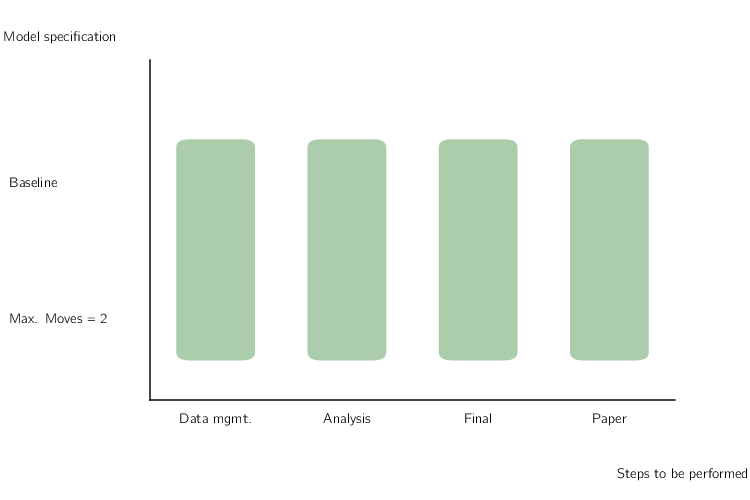 Model specification
Baseline
Max. Moves = 2
Data mgmt.
Analysis
Final
Paper
Steps to be performed